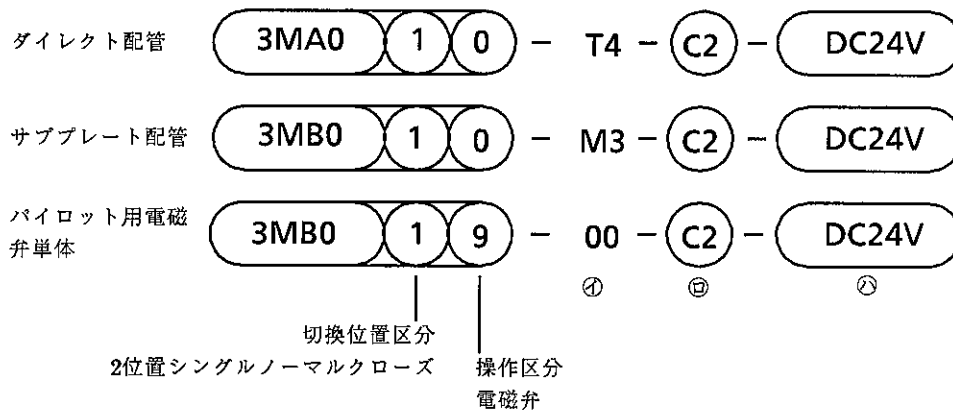 ダイレクト配管 3MA0 1 0 - T4 - C2 - DC24V
サブプレート配管 3MB0 1 0 - M3 - C2 - DC24V
パイロット用電磁
弁単体 3MB0 1 9 - 00 - C2 - DC24V
㋑ ㋺ ㋩
切換位置区分
2位置シングルノーマルクローズ
操作区分
電磁弁